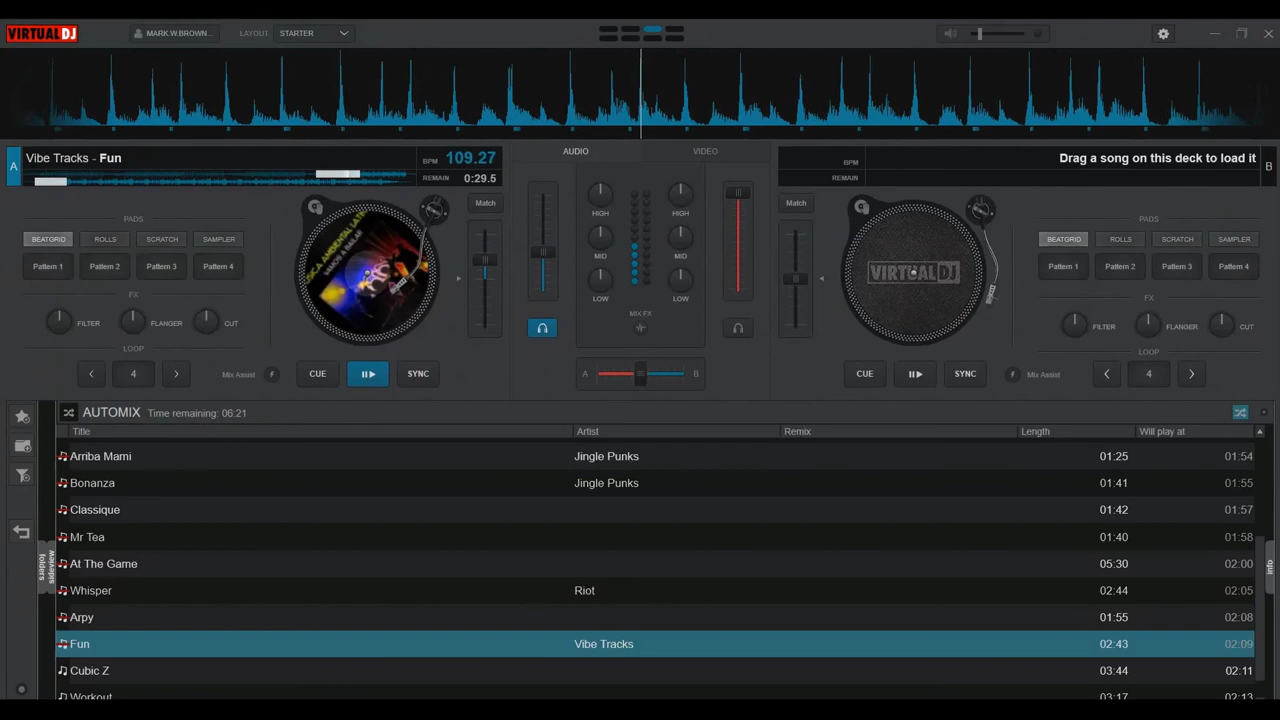 VIRTUAL DJ
MARK.W.BROWN...
LAYOUT STARTER
A
Vibe Tracks - Fun
BPM 109.27
REMAIN 0:29.5
AUDIO VIDEO
BPM
REMAIN
Drag a song on this deck to load it
B
PADS
BEATGRID ROLLS SCRATCH SAMPLER
Pattern 1 Pattern 2 Pattern 3 Pattern 4
FX
FILTER FLANGER CUT
LOOP
4
Mix Assist
CUE
SYNC
Match
HIGH HIGH
MID MID
LOW LOW
MIX FX
A B
Match
VIRTUAL DJ
PADS
BEATGRID ROLLS SCRATCH SAMPLER
Pattern 1 Pattern 2 Pattern 3 Pattern 4
FX
FILTER FLANGER CUT
LOOP
CUE
SYNC
Mix Assist
4
AUTOMIX Time remaining: 06:21
Title Artist Remix Length Will play at
Arriba Mami Jingle Punks 01:25 01:54
Bonanza Jingle Punks 01:41 01:55
Classique 01:42 01:57
Mr Tea 01:40 01:58
At The Game 05:30 02:00
Whisper Riot 02:44 02:05
Arpy 01:55 02:08
Fun Vibe Tracks 02:43 02:09
Cubic Z 03:44 02:11
Workout 03:17 02:13
folders
sideview
info